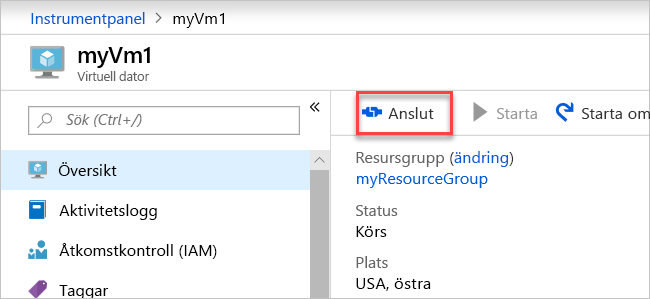 Instrumentpanel > myVm1
myVm1
Virtuell dator
Sök (Ctrl+/)
«
Översikt
Aktivitetslogg
Åtkomstkontroll (IAM)
Taggar
Anslut
Starta
Starta om
Resursgrupp (ändring)
myResourceGroup
Status
Körs
Plats
USA, östra